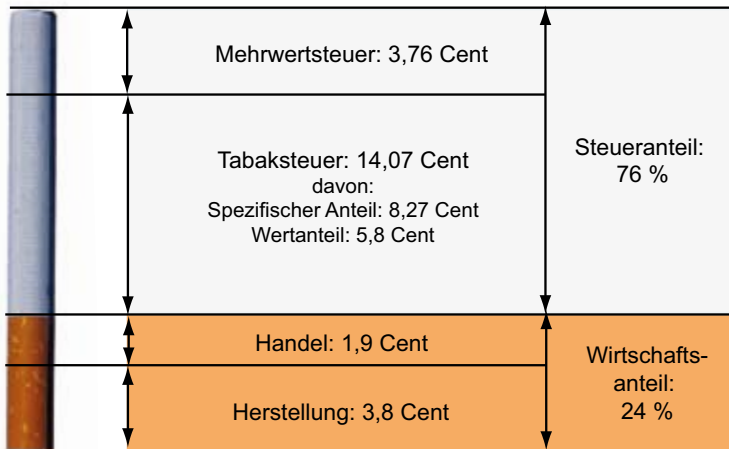 Mehrwertsteuer: 3,76 Cent
Tabaksteuer: 14,07 Cent
davon:
Spezifischer Anteil: 8,27 Cent
Wertanteil: 5,8 Cent
Steueranteil:
76 %
Handel: 1,9 Cent
Herstellung: 3,8 Cent
Wirtschafts-
anteil:
24 %